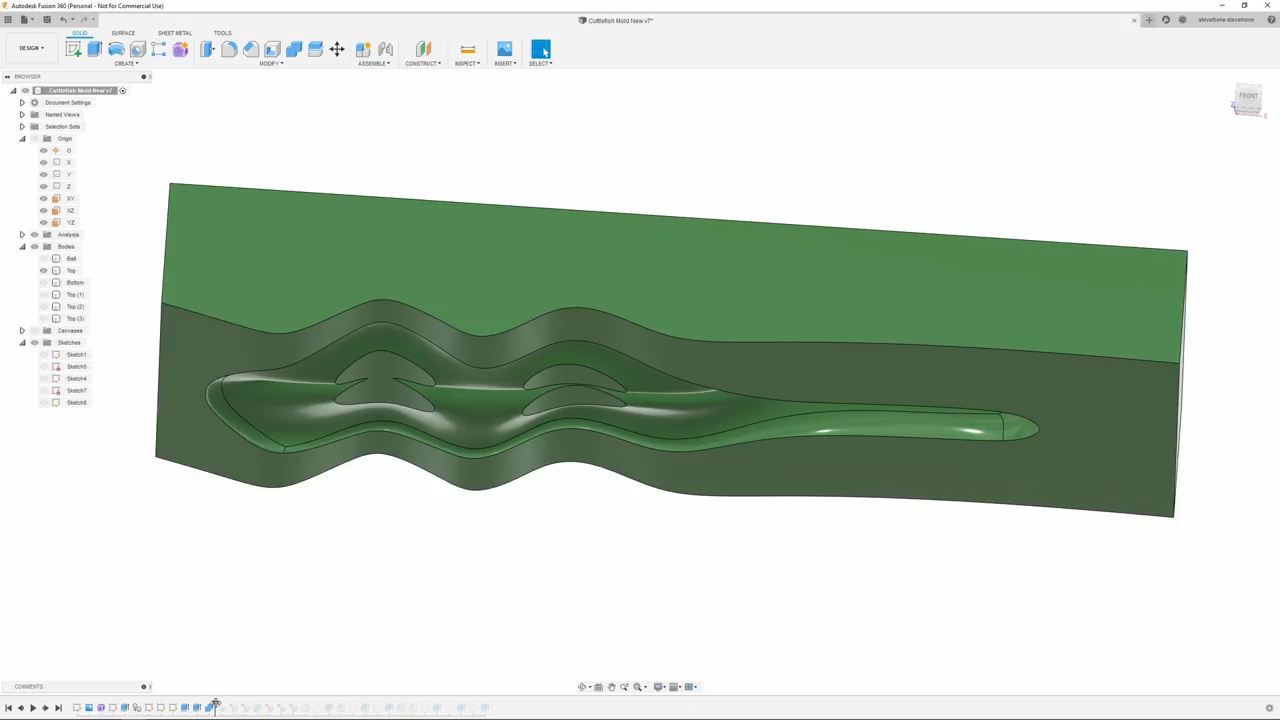 Autodesk Fusion 360 (Personal - Not for Commercial Use)
Cuttlefish Mold New v7*
stevelbone stevelbone
DESIGN
SOLID SURFACE SHEET METAL TOOLS
CREATE MODIFY ASSEMBLE CONSTRUCT INSPECT INSERT SELECT
BROWSER
Cuttlefish Mold New v7
Document Settings
Named Views
Selection Sets
Origin
O
X
Y
Z
XY
XZ
YZ
Analysis
Bodies
Bait
Top
Bottom
Top (1)
Top (2)
Top (3)
Canvases
Sketches
Sketch1
Sketch5
Sketch4
Sketch7
Sketch8
FRONT
Z
X
COMMENTS